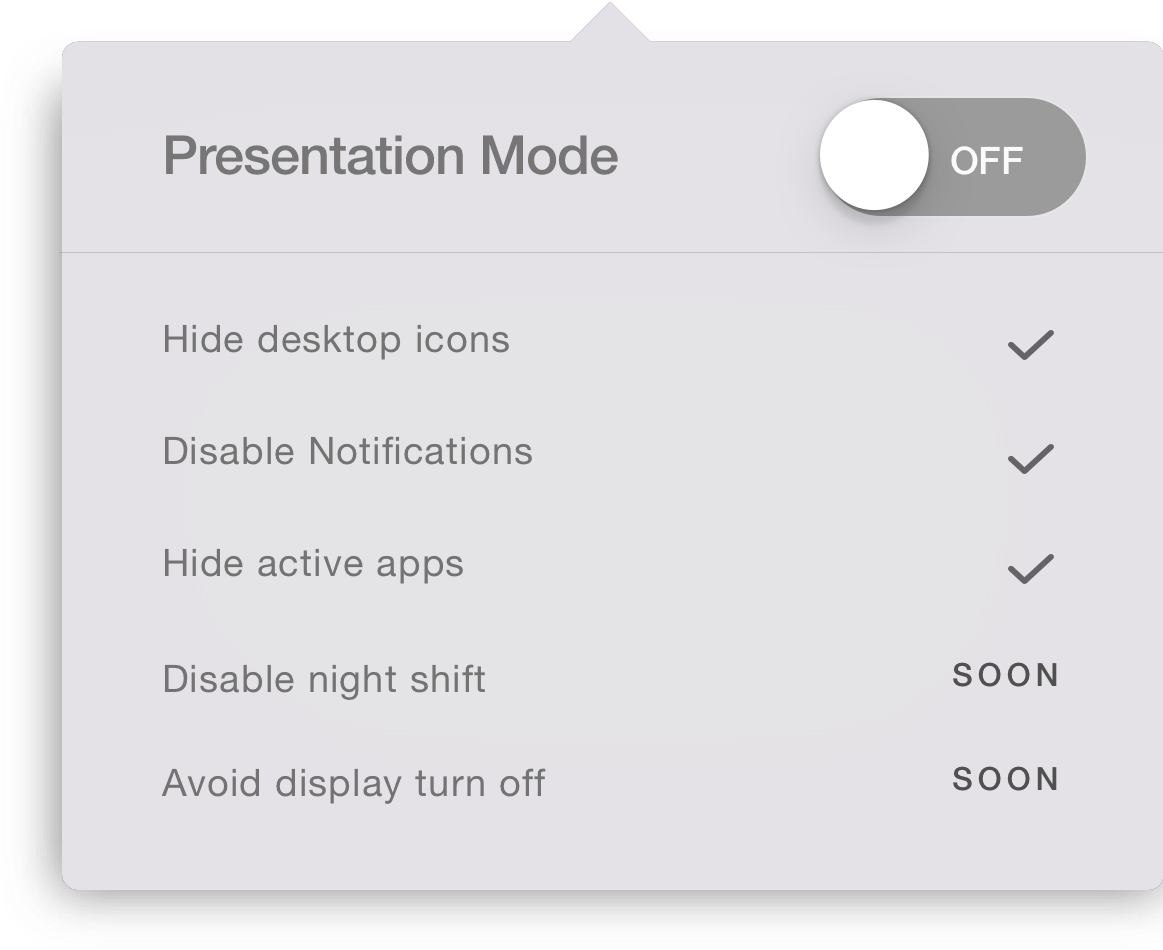 Presentation Mode OFF
Hide desktop icons
Disable Notifications
Hide active apps
Disable night shift SOON
Avoid display turn off SOON